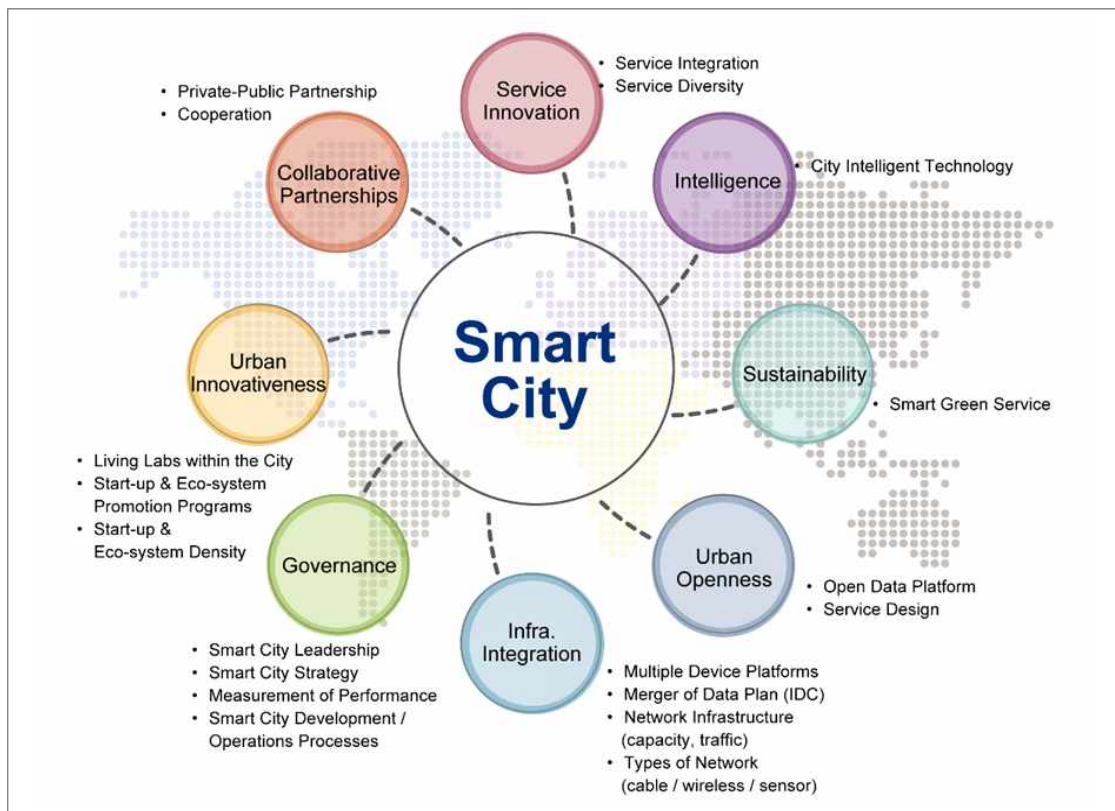 Service
Innovation
• Service Integration
• Service Diversity
• Private-Public Partnership
• Cooperation
Collaborative
Partnerships
Intelligence
• City Intelligent Technology
Smart
City
Urban
Innovativeness
Sustainability
• Smart Green Service
• Living Labs within the City
• Start-up & Eco-system
Promotion Programs
• Start-up &
Eco-system Density
Governance
Urban
Openness
• Open Data Platform
• Service Design
Infra.
Integration
• Smart City Leadership
• Smart City Strategy
• Measurement of Performance
• Smart City Development /
Operations Processes
• Multiple Device Platforms
• Merger of Data Plan (IDC)
• Network Infrastructure
(capacity, traffic)
• Types of Network
(cable / wireless / sensor)